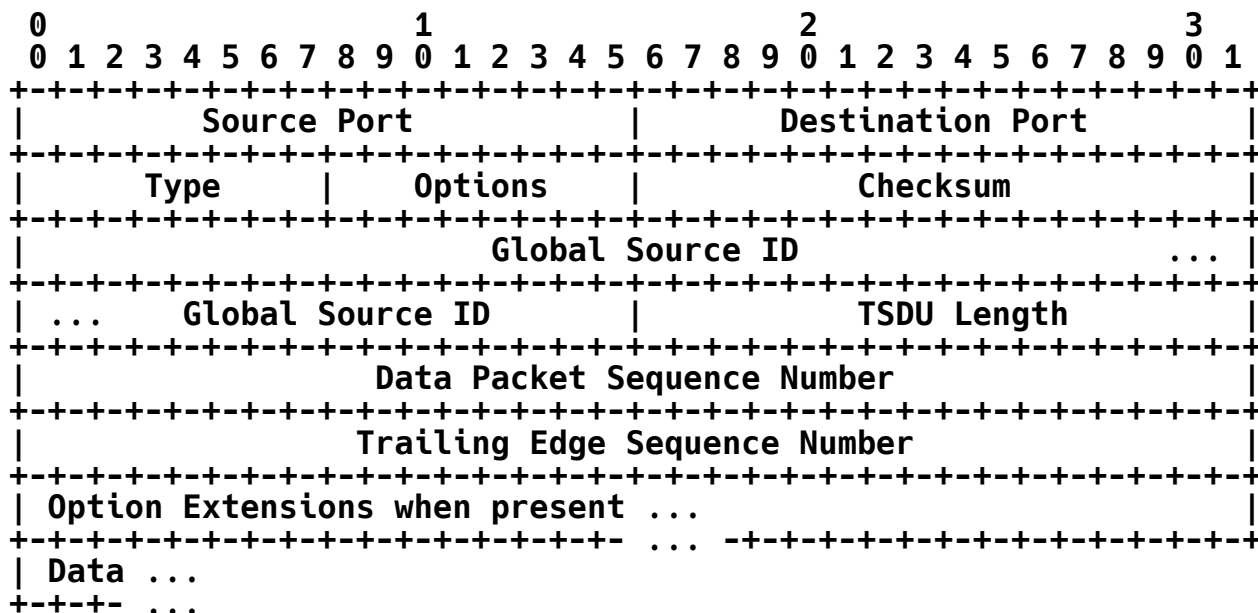 0                   1                   2                   3
 0 1 2 3 4 5 6 7 8 9 0 1 2 3 4 5 6 7 8 9 0 1 2 3 4 5 6 7 8 9 0 1
+-+-+-+-+-+-+-+-+-+-+-+-+-+-+-+-+-+-+-+-+-+-+-+-+-+-+-+-+-+-+-+-+
|         Source Port           |       Destination Port        |
+-+-+-+-+-+-+-+-+-+-+-+-+-+-+-+-+-+-+-+-+-+-+-+-+-+-+-+-+-+-+-+-+
|      Type     |    Options    |           Checksum            |
+-+-+-+-+-+-+-+-+-+-+-+-+-+-+-+-+-+-+-+-+-+-+-+-+-+-+-+-+-+-+-+-+
|                        Global Source ID                   ... |
+-+-+-+-+-+-+-+-+-+-+-+-+-+-+-+-+-+-+-+-+-+-+-+-+-+-+-+-+-+-+-+-+
| ...    Global Source ID       |           TSDU Length         |
+-+-+-+-+-+-+-+-+-+-+-+-+-+-+-+-+-+-+-+-+-+-+-+-+-+-+-+-+-+-+-+-+
|                  Data Packet Sequence Number                  |
+-+-+-+-+-+-+-+-+-+-+-+-+-+-+-+-+-+-+-+-+-+-+-+-+-+-+-+-+-+-+-+-+
|                 Trailing Edge Sequence Number                 |
+-+-+-+-+-+-+-+-+-+-+-+-+-+-+-+-+-+-+-+-+-+-+-+-+-+-+-+-+-+-+-+-+
| Option Extensions when present ...                            |
+-+-+-+-+-+-+-+-+-+-+-+-+-+-+-+- ... -+-+-+-+-+-+-+-+-+-+-+-+-+-+
| Data ...
+-+-+- ...